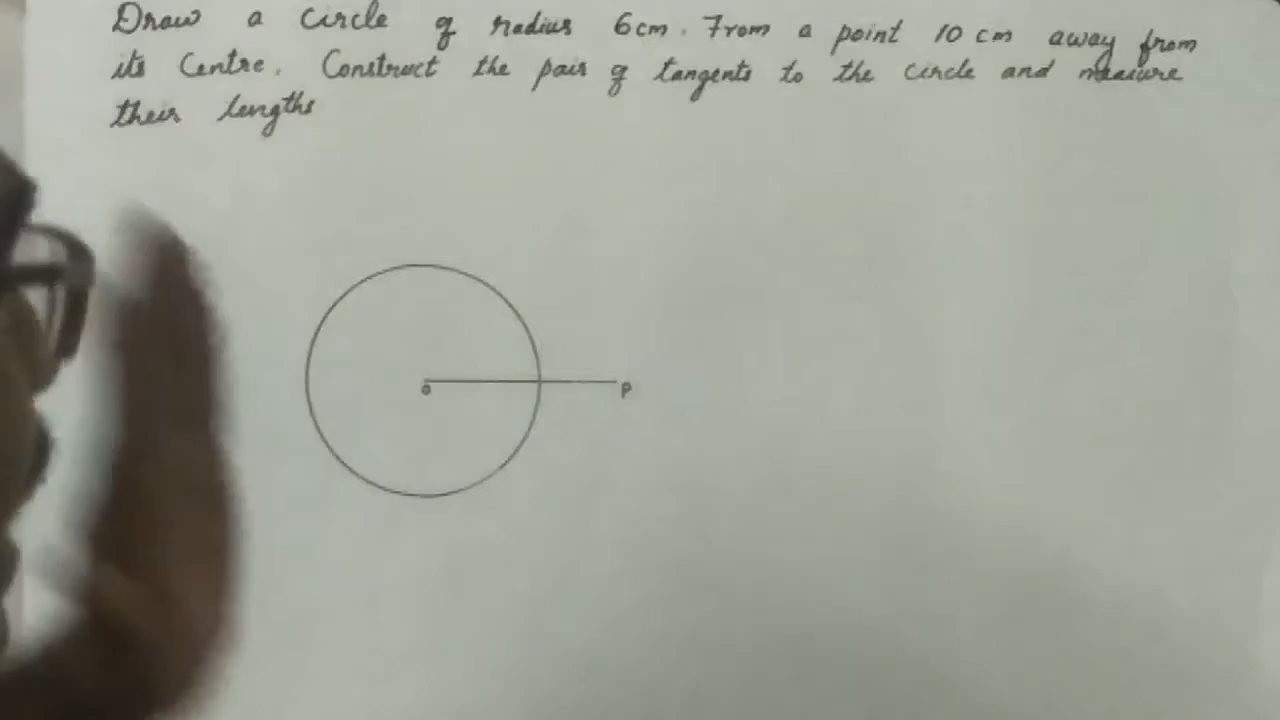 Draw a circle of radius 6cm. From a point 10 cm away from
its Centre. Construct the pair of tangents to the circle and measure
their lengths
o P